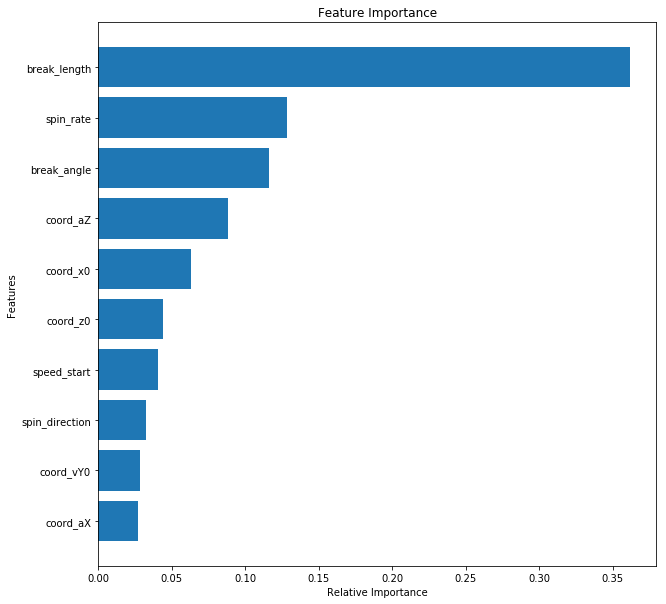 Feature Importance
Features
break_length
spin_rate
break_angle
coord_aZ
coord_x0
coord_z0
speed_start
spin_direction
coord_vY0
coord_aX
0.00 0.05 0.10 0.15 0.20 0.25 0.30 0.35
Relative Importance